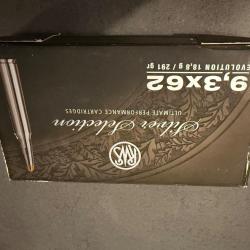 9,3x62
EVOLUTION 18,8 g / 291 gr
ULTIMATE PERFORMANCE CARTRIDGES
Silver Selection
RWS